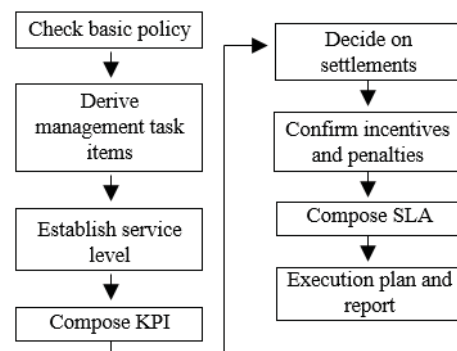 Check basic policy
Derive
management task
items
Establish service
level
Compose KPI
Decide on
settlements
Confirm incentives
and penalties
Compose SLA
Execution plan and
report